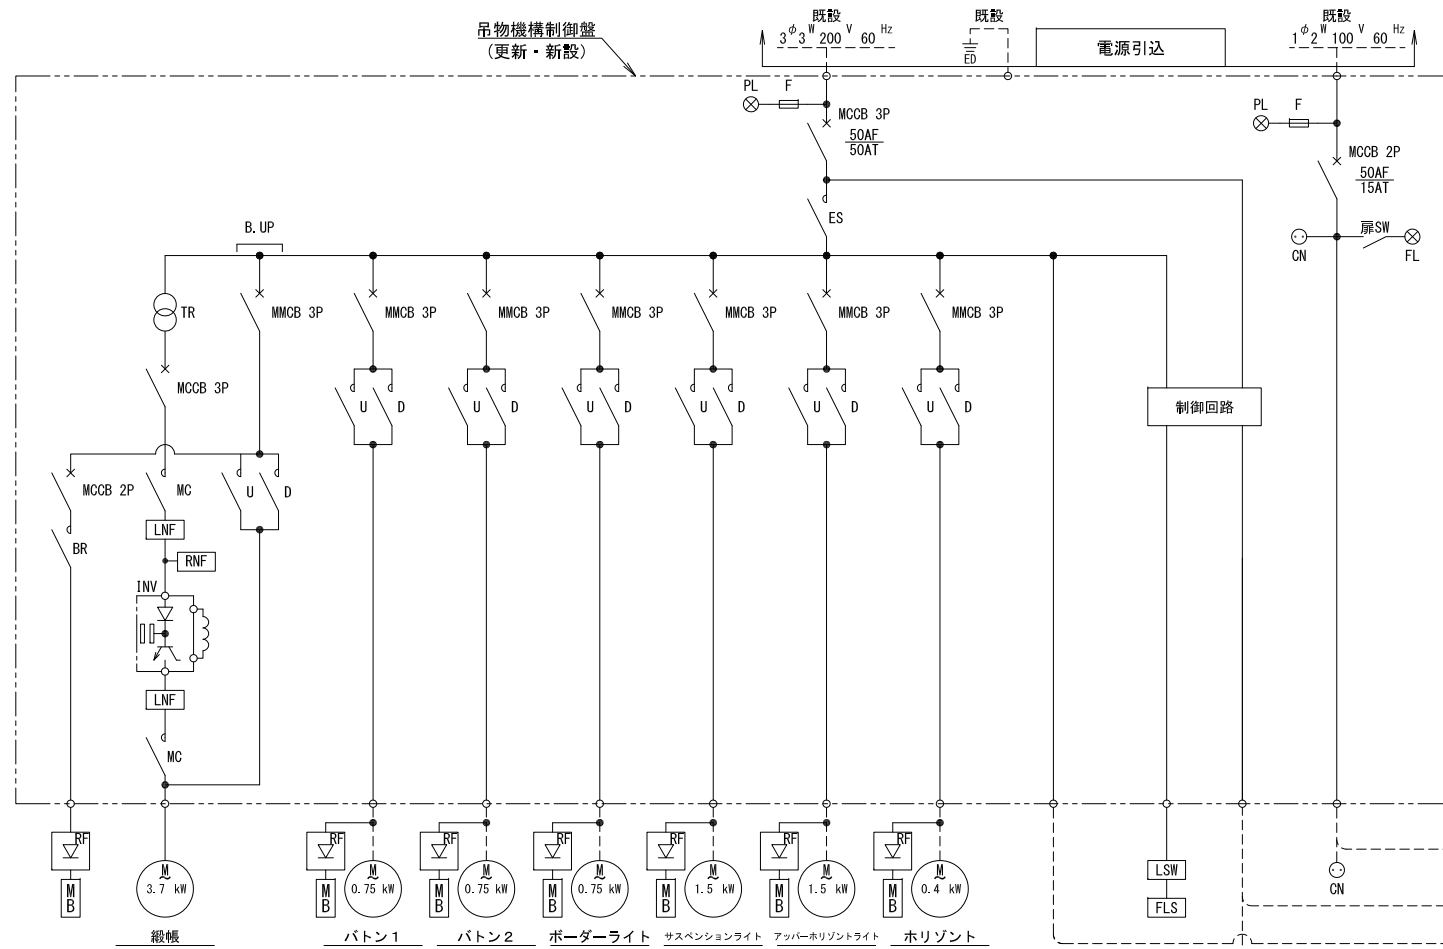 吊物機構制御盤
(更新・新設)
既設
3φ3W 200V 60Hz
既設
ED
電源引込
既設
1φ2W 100V 60Hz
PL
F
MCCB 3P
50AF
50AT
PL
F
MCCB 2P
50AF
15AT
ES
B.UP
扉SW
CN
FL
TR
MMCB 3P
MMCB 3P
MMCB 3P
MMCB 3P
MMCB 3P
MMCB 3P
MMCB 3P
MCCB 3P
U
D
U
D
U
D
U
D
U
D
U
D
制御回路
MCCB 2P
MC
U
D
LNF
BR
RNF
INV
LNF
MC
RF
RF
RF
RF
RF
RF
RF
M
3.7 kW
M
0.75 kW
M
0.75 kW
M
0.75 kW
M
1.5 kW
M
1.5 kW
M
0.4 kW
MB
MB
MB
MB
MB
MB
MB
LSW
FLS
CN
緞帳
バトン1
バトン2
ボーダーライト
サスペンションライト
アッパーホリゾントライト
ホリゾント